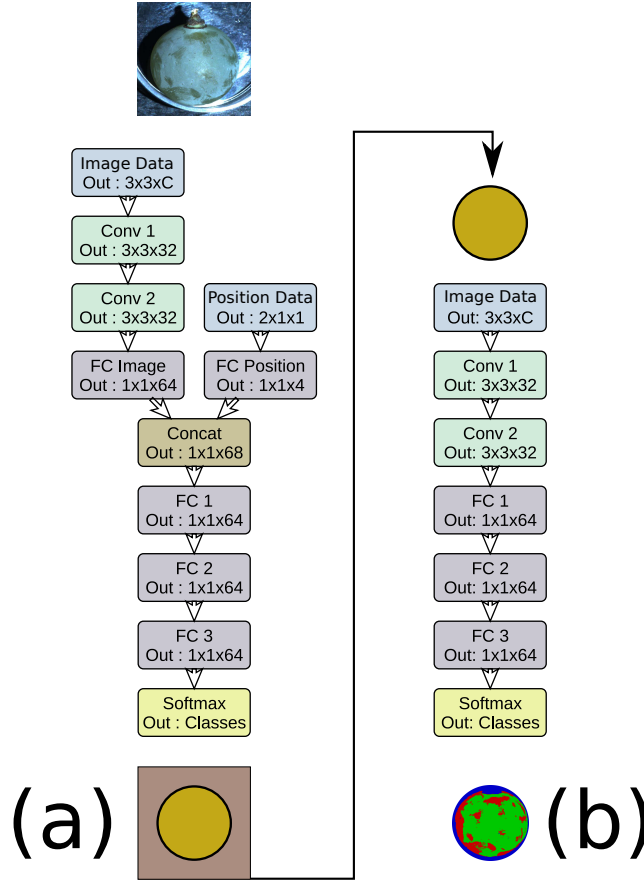 Image Data
Out : 3x3xC
Conv 1
Out : 3x3x32
Conv 2
Out : 3x3x32
FC Image
Out : 1x1x64
Position Data
Out : 2x1x1
FC Position
Out : 1x1x4
Concat
Out : 1x1x68
FC 1
Out : 1x1x64
FC 2
Out : 1x1x64
FC 3
Out : 1x1x64
Softmax
Out : Classes
(a)
Image Data
Out: 3x3xC
Conv 1
Out: 3x3x32
Conv 2
Out: 3x3x32
FC 1
Out: 1x1x64
FC 2
Out: 1x1x64
FC 3
Out: 1x1x64
Softmax
Out: Classes
(b)